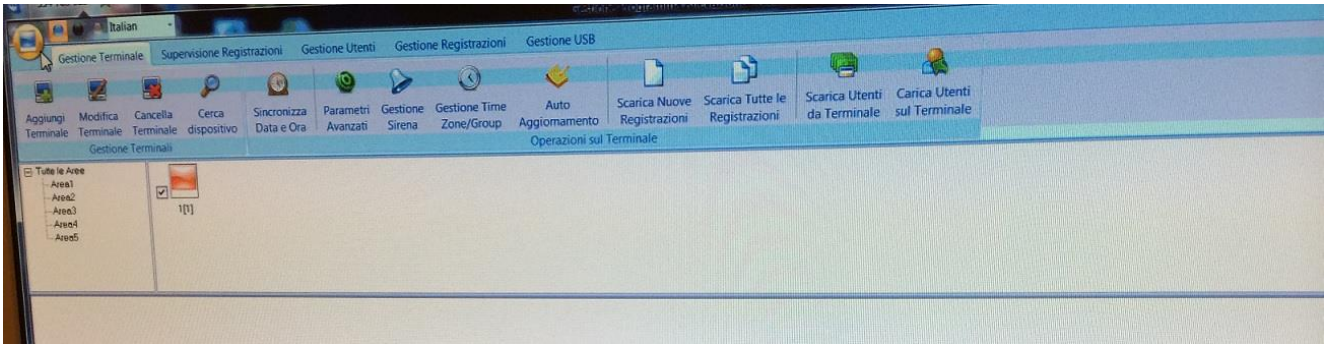 Italian
Gestione Terminale Supervisione Registrazioni Gestione Utenti Gestione Registrazioni Gestione USB
Aggiungi Terminale
Modifica Terminale
Cancella Terminale
Cerca dispositivo
Sincronizza Data e Ora
Parametri Avanzati
Gestione Sirena
Gestione Time Zone/Group
Auto Aggiornamento
Scarica Nuove Registrazioni
Scarica Tutte le Registrazioni
Scarica Utenti da Terminale
Carica Utenti sul Terminale
Gestione Terminali
Operazioni sul Terminale
Tutte le Aree
Area1
Area2
Area3
Area4
Area5
1[1]